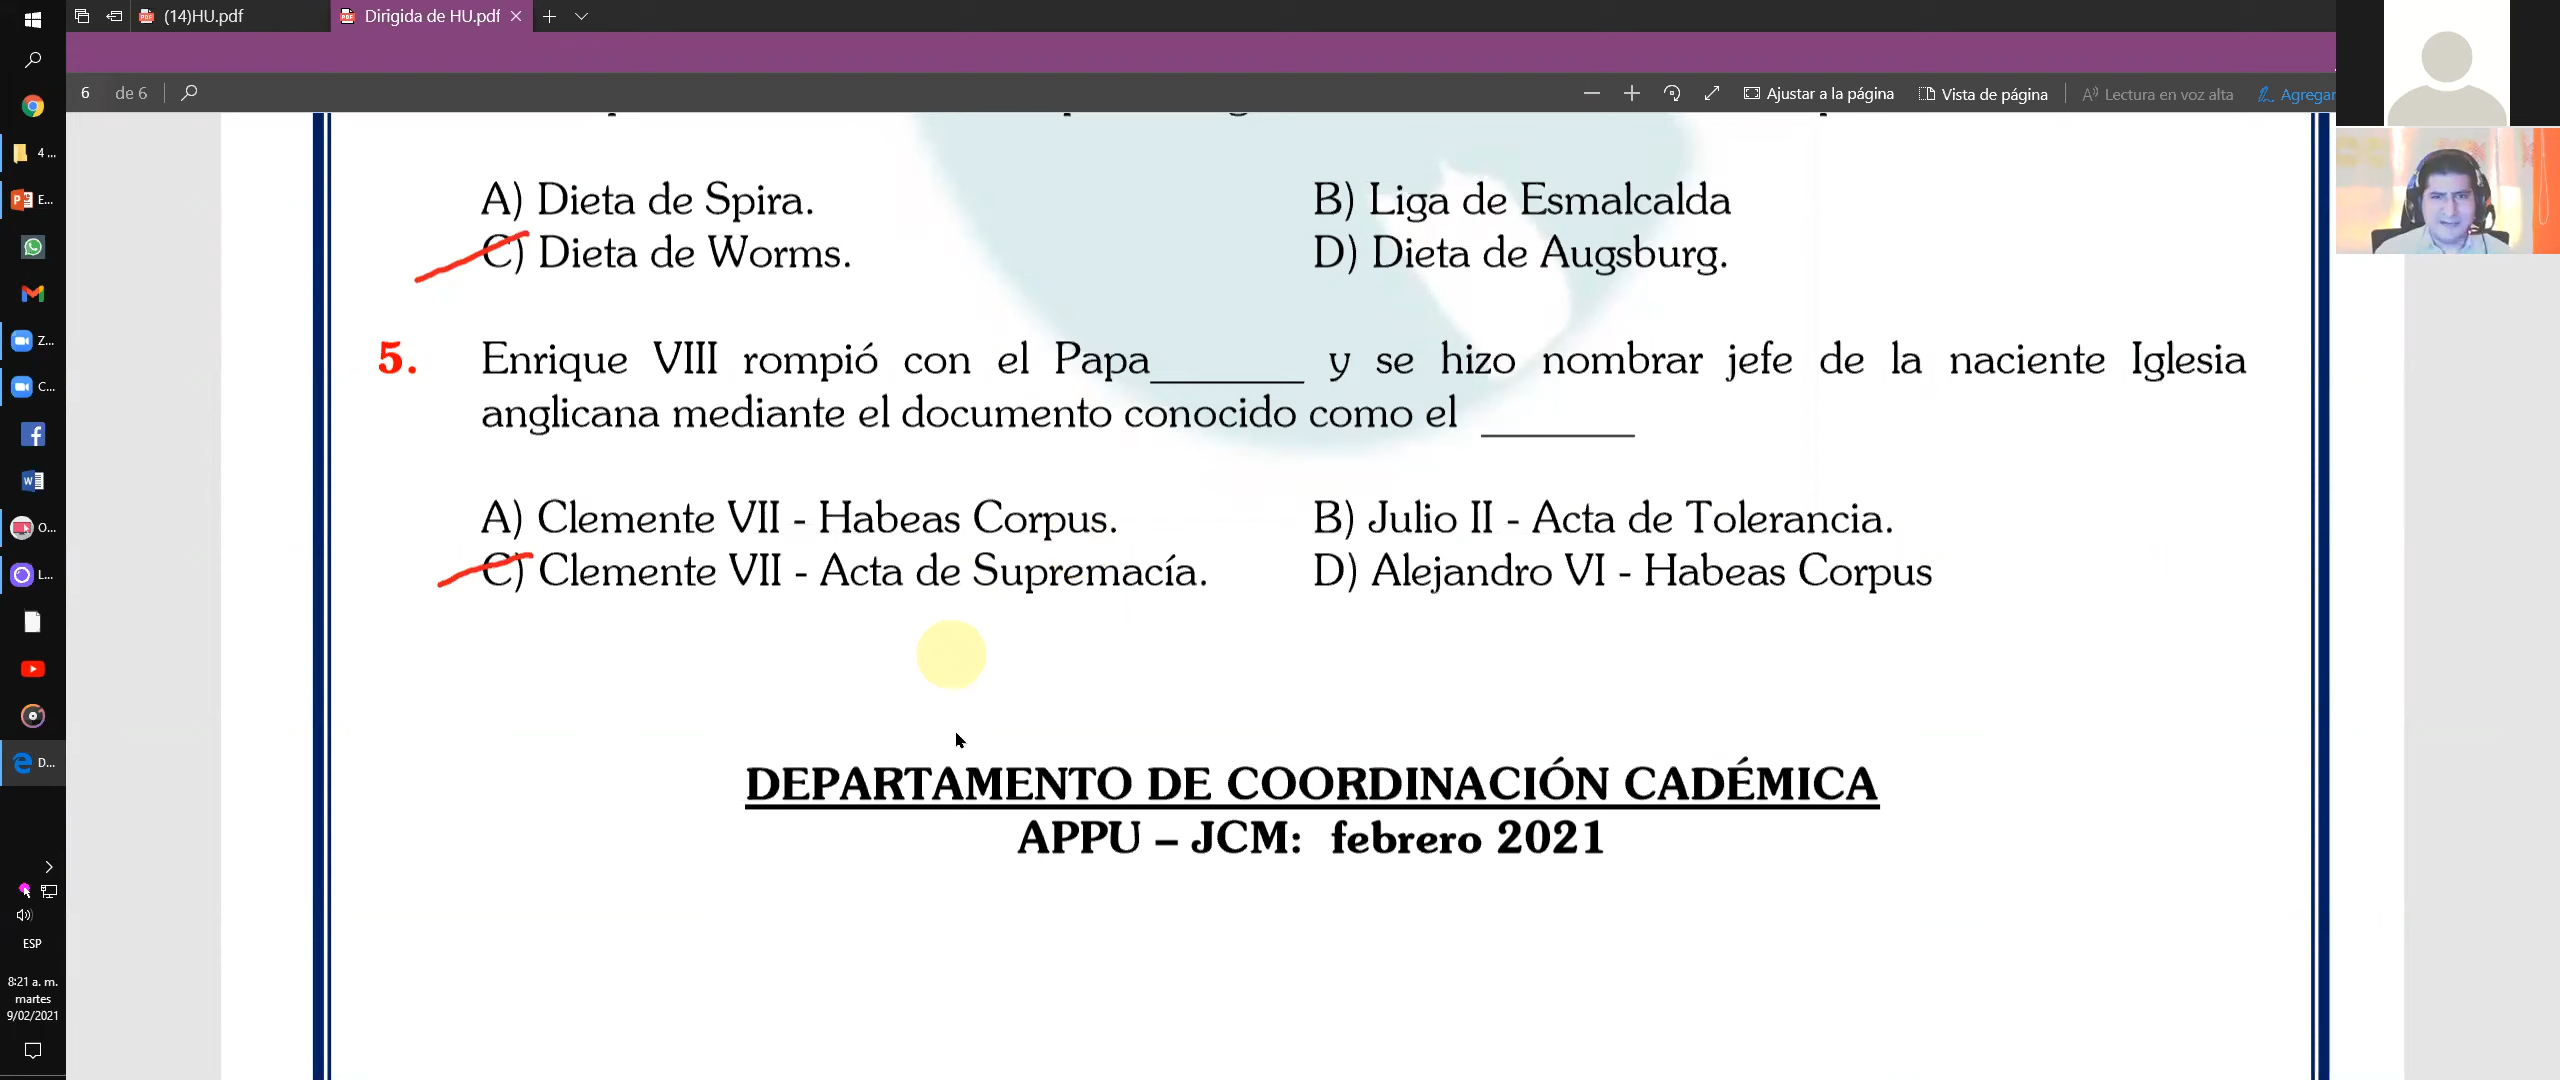 (14)HU.pdf
Dirigida de HU.pdf
6 de 6
Ajustar a la página
Vista de página
Lectura en voz alta
Agregar
A) Dieta de Spira.
B) Liga de Esmalcalda
C) Dieta de Worms.
D) Dieta de Augsburg.
5. Enrique VIII rompió con el Papa________ y se hizo nombrar jefe de la naciente Iglesia
anglicana mediante el documento conocido como el ________
A) Clemente VII - Habeas Corpus.
B) Julio II - Acta de Tolerancia.
C) Clemente VII - Acta de Supremacía.
D) Alejandro VI - Habeas Corpus
DEPARTAMENTO DE COORDINACIÓN CADÉMICA
APPU – JCM: febrero 2021
4 ...
E...
Z...
C...
O...
L...
D...
ESP
8:21 a. m.
martes
9/02/2021